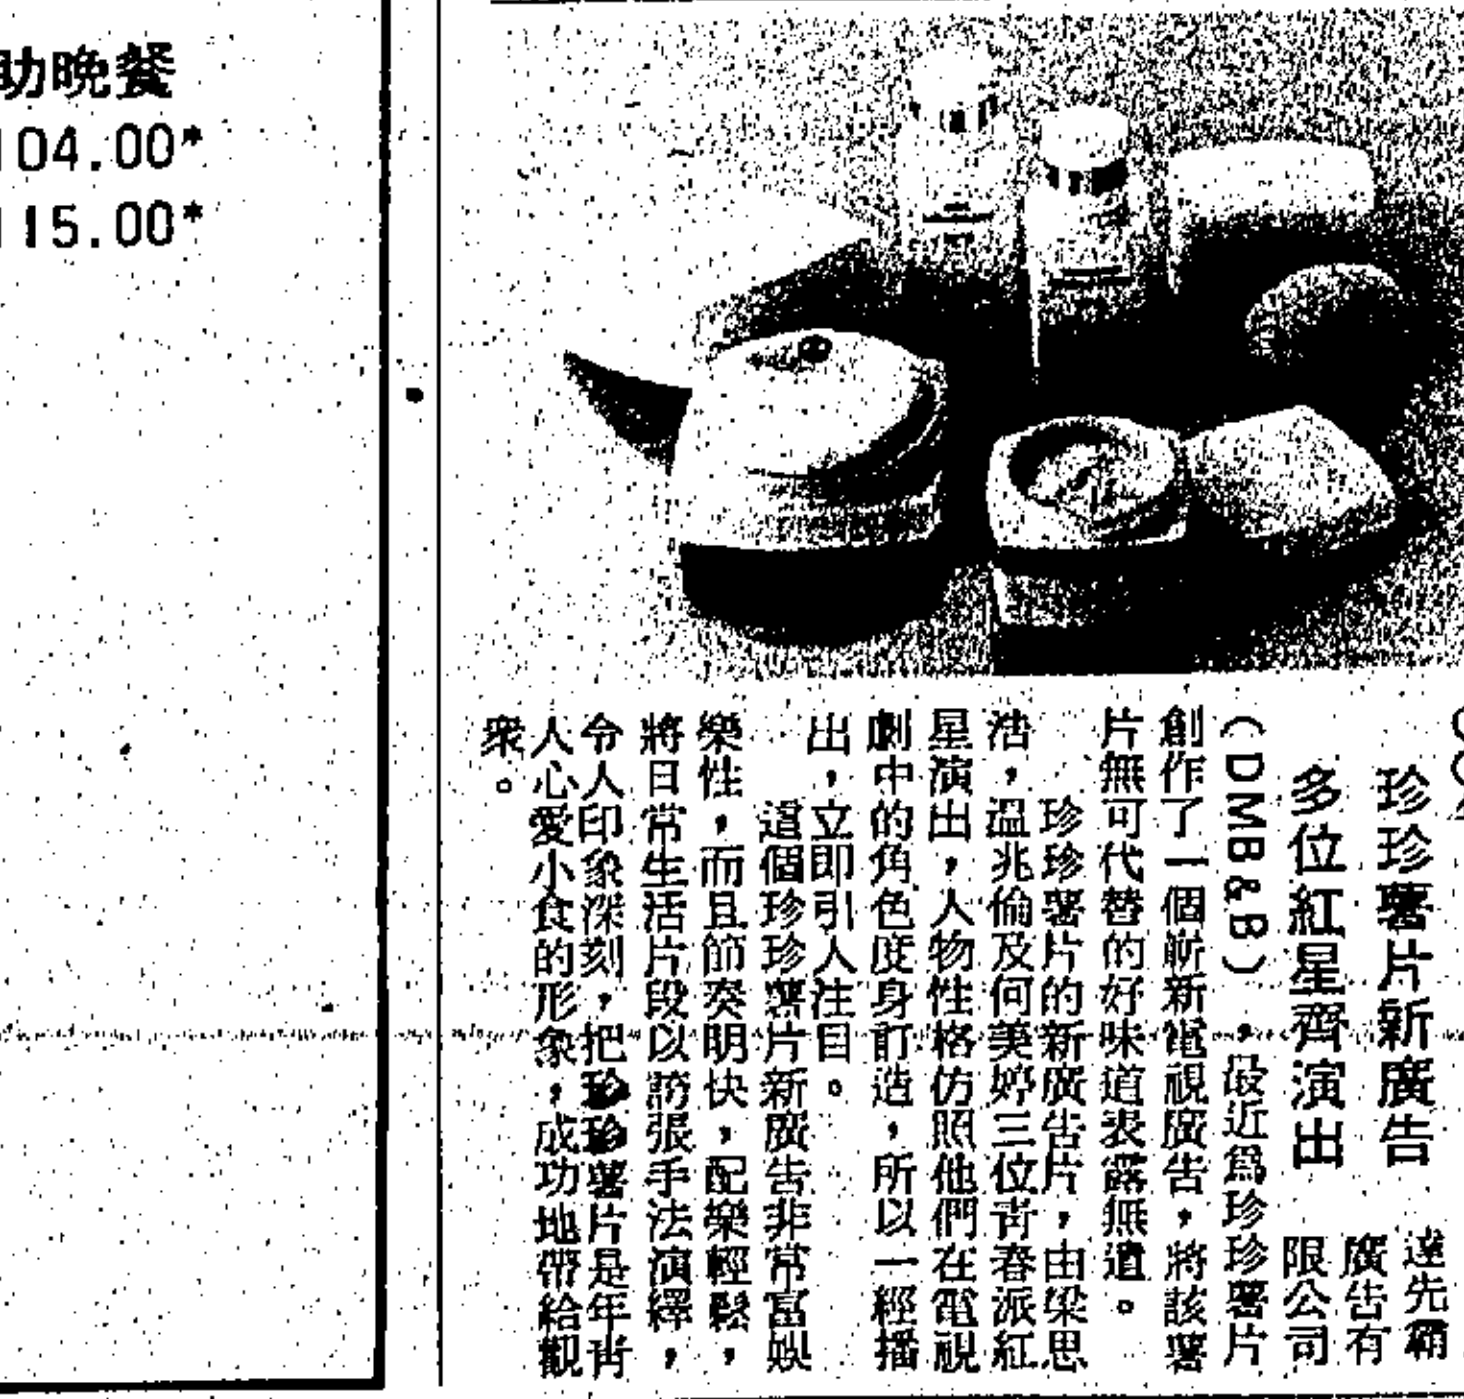 助晚餐
104.00*
115.00*
珍珍薯片新廣告
多位紅星齊演出
達先霸
廣告有
限公司
(DMB&B),最近爲珍珍薯片
創作了一個嶄新電視廣告,將該薯
片無可代替的好味道表露無遺。
珍珍薯片的新廣告片,由梁思
浩,溫兆倫及何美婷三位青春派紅
星演出,人物性格仿照他們在電視
劇中的角色度身訂造,所以一經播
出,立即引人注目。
這個珍珍薯片新廣告非常富娛
樂性,而且節奏明快,配樂輕鬆,
將日常生活片段以誇張手法演繹,
令人印象深刻,把珍珍薯片是年青
人心愛小食的形象,成功地帶給觀
衆。